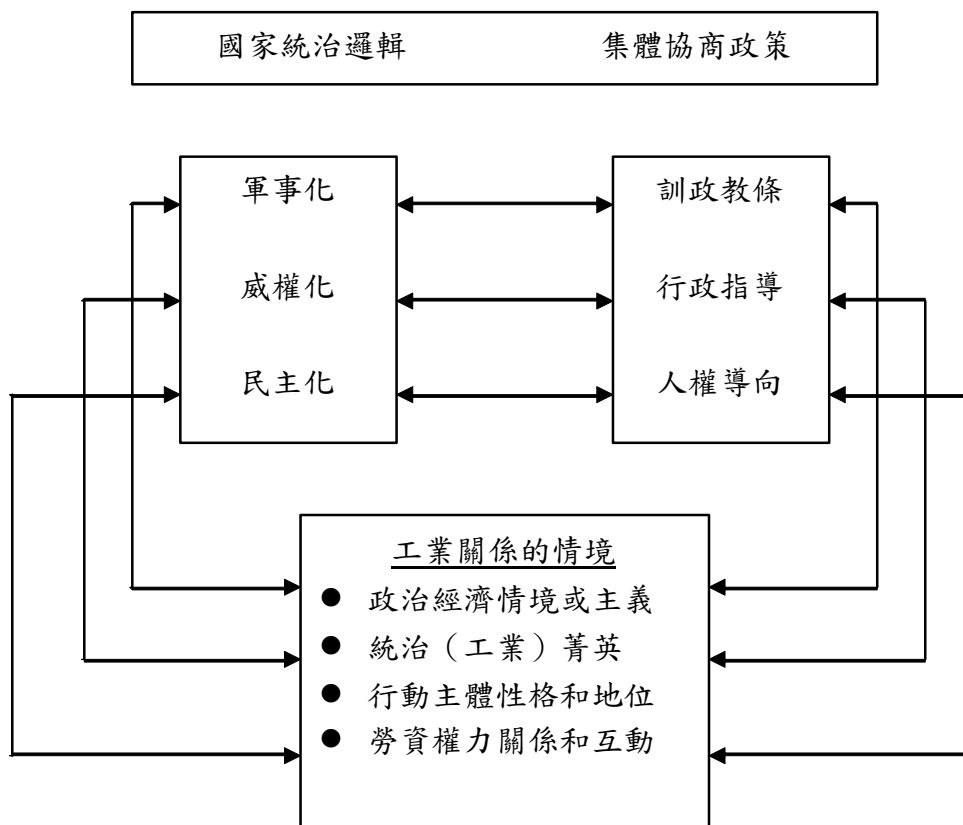 國家統治邏輯 集體協商政策
軍事化 訓政教條
威權化 行政指導
民主化 人權導向
工業關係的情境
● 政治經濟情境或主義
● 統治（工業）菁英
● 行動主體性格和地位
● 勞資權力關係和互動